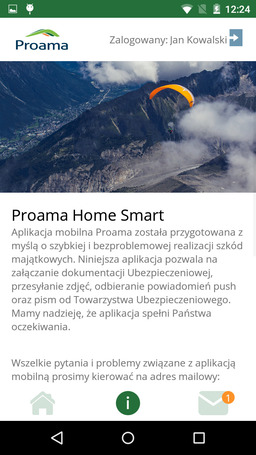 12:24
Proama
Zalogowany: Jan Kowalski
Proama Home Smart
Aplikacja mobilna Proama została przygotowana z
myślą o szybkiej i bezproblemowej realizacji szkód
majątkowych. Niniejsza aplikacja pozwala na
załączanie dokumentacji Ubezpieczeniowej,
przesyłanie zdjęć, odbieranie powiadomień push
oraz pism od Towarzystwa Ubezpieczeniowego.
Mamy nadzieję, że aplikacja spełni Państwa
oczekiwania.
Wszelkie pytania i problemy związane z aplikacją
mobilną prosimy kierować na adres mailowy:
i
1